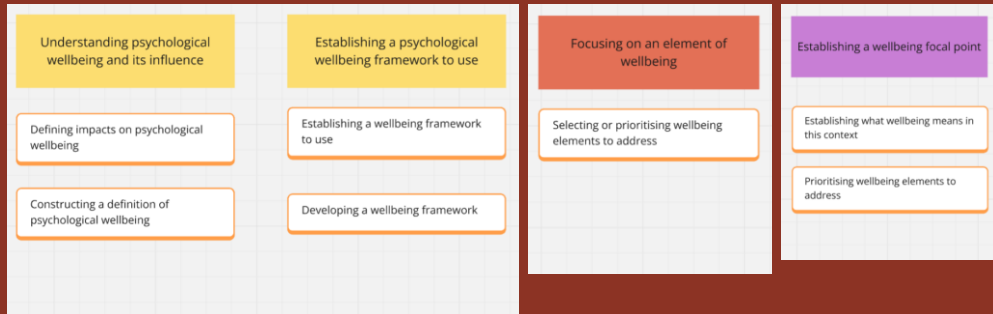 Understanding psychological
wellbeing and its influence
Defining impacts on psychological
wellbeing
Constructing a definition of
psychological wellbeing
Establishing a psychological
wellbeing framework to use
Establishing a wellbeing framework
to use
Developing a wellbeing framework
Focusing on an element of
wellbeing
Selecting or prioritising wellbeing
elements to address
Establishing a wellbeing focal point
Establishing what wellbeing means in
this context
Prioritising wellbeing elements to
address